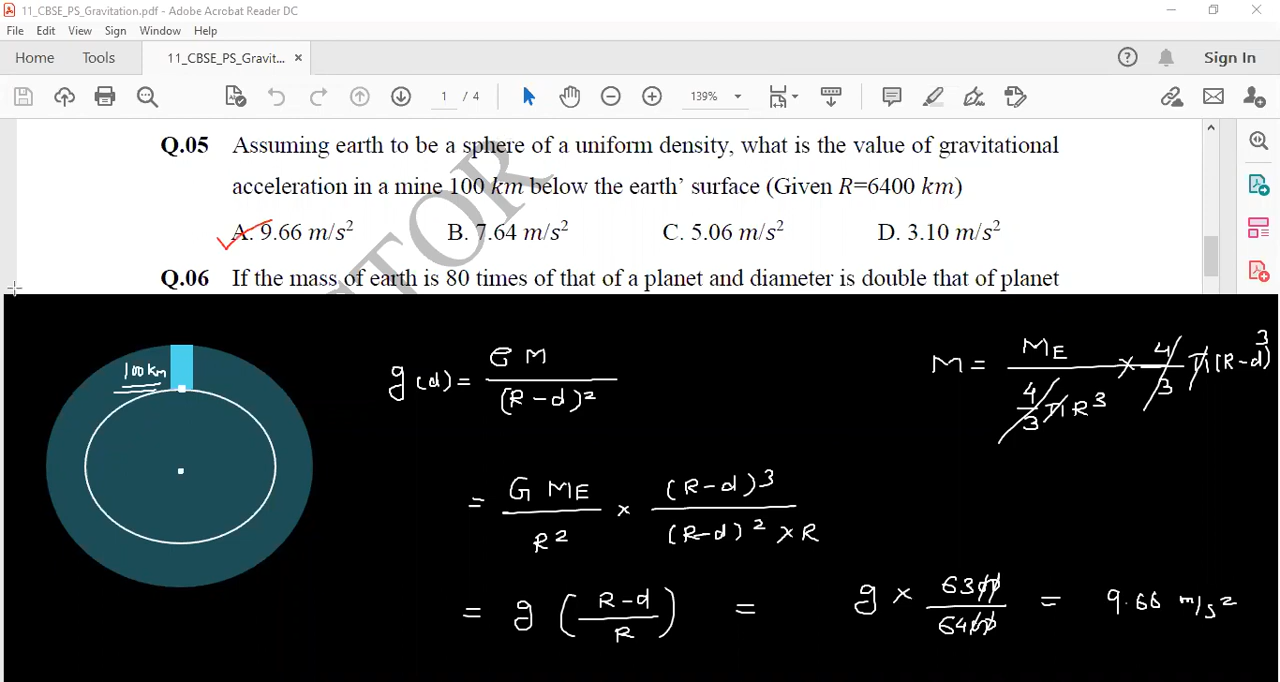 11_CBSE_PS_Gravitation.pdf - Adobe Acrobat Reader DC
File Edit View Sign Window Help
Home Tools 11_CBSE_PS_Gravit... × Sign In
1 / 4 139%
Q.05 Assuming earth to be a sphere of a uniform density, what is the value of gravitational
acceleration in a mine 100 km below the earth' surface (Given R=6400 km)
A. 9.66 m/s² B. 7.64 m/s² C. 5.06 m/s² D. 3.10 m/s²
Q.06 If the mass of earth is 80 times of that of a planet and diameter is double that of planet
TOR
100 km
g(d) = G M / (R-d)²
M = ME / (4/3 π R³) × 4/3 π (R-d)³
= G ME / R² × (R-d)³ / ((R-d)² × R)
= g ((R-d) / R) = g × 6300 / 6400 = 9.66 m/s²